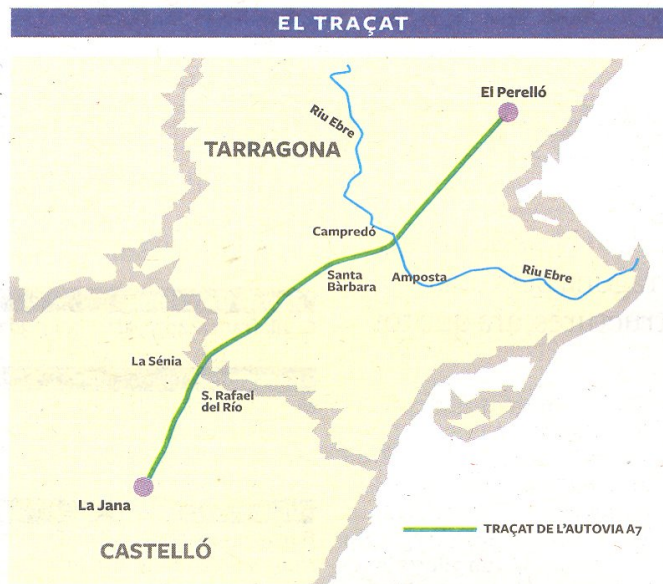 EL TRAÇAT
El Perelló
Riu Ebre
TARRAGONA
Campredó
Santa
Bàrbara
Amposta
Riu Ebre
La Sénia
S. Rafael
del Río
La Jana
TRAÇAT DE L'AUTOVIA A7
CASTELLÓ